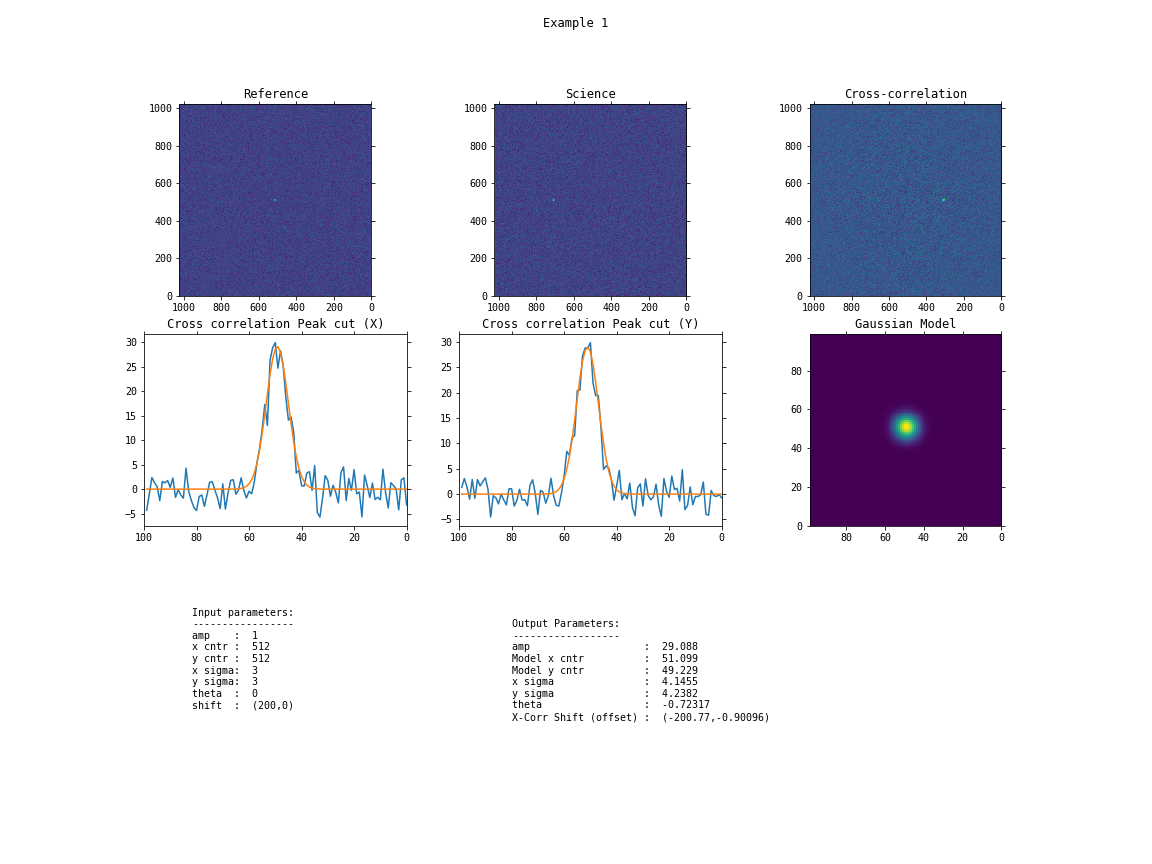 Example 1
Reference
Science
Cross-correlation
1000
800
600
400
200
0
1000 800 600 400 200 0
1000
800
600
400
200
0
1000 800 600 400 200 0
1000
800
600
400
200
0
1000 800 600 400 200 0
Cross correlation Peak cut (X)
Cross correlation Peak cut (Y)
Gaussian Model
30
25
20
15
10
5
0
−5
100 80 60 40 20 0
30
25
20
15
10
5
0
−5
100 80 60 40 20 0
80
60
40
20
0
80 60 40 20 0
Input parameters:
-----------------
amp    :  1
x cntr :  512
y cntr :  512
x sigma:  3
y sigma:  3
theta  :  0
shift  :  (200,0)
Output Parameters:
------------------
amp                   :  29.088
Model x cntr          :  51.099
Model y cntr          :  49.229
x sigma               :  4.1455
y sigma               :  4.2382
theta                 :  -0.72317
X-Corr Shift (offset) :  (-200.77,-0.90096)